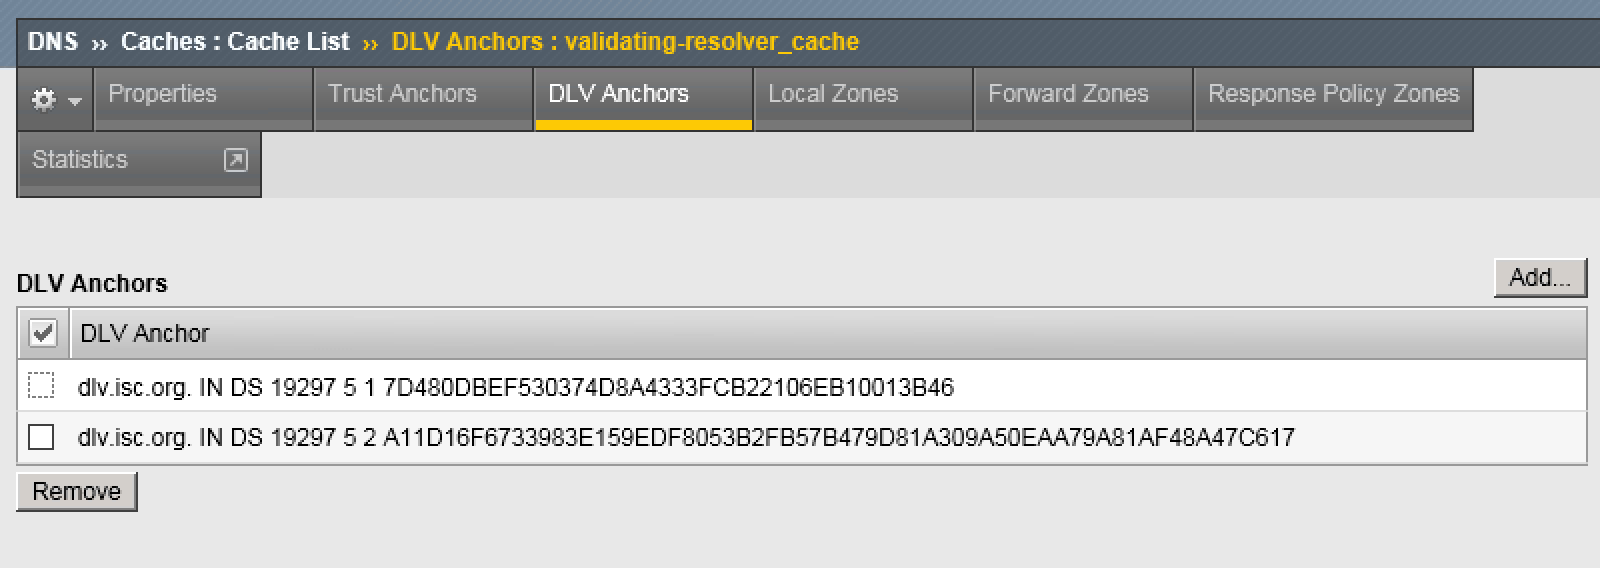 DNS ›› Caches : Cache List ›› DLV Anchors : validating-resolver_cache
Properties Trust Anchors DLV Anchors Local Zones Forward Zones Response Policy Zones
Statistics
DLV Anchors
Add...
DLV Anchor
dlv.isc.org. IN DS 19297 5 1 7D480DBEF530374D8A4333FCB22106EB10013B46
dlv.isc.org. IN DS 19297 5 2 A11D16F6733983E159EDF8053B2FB57B479D81A309A50EAA79A81AF48A47C617
Remove